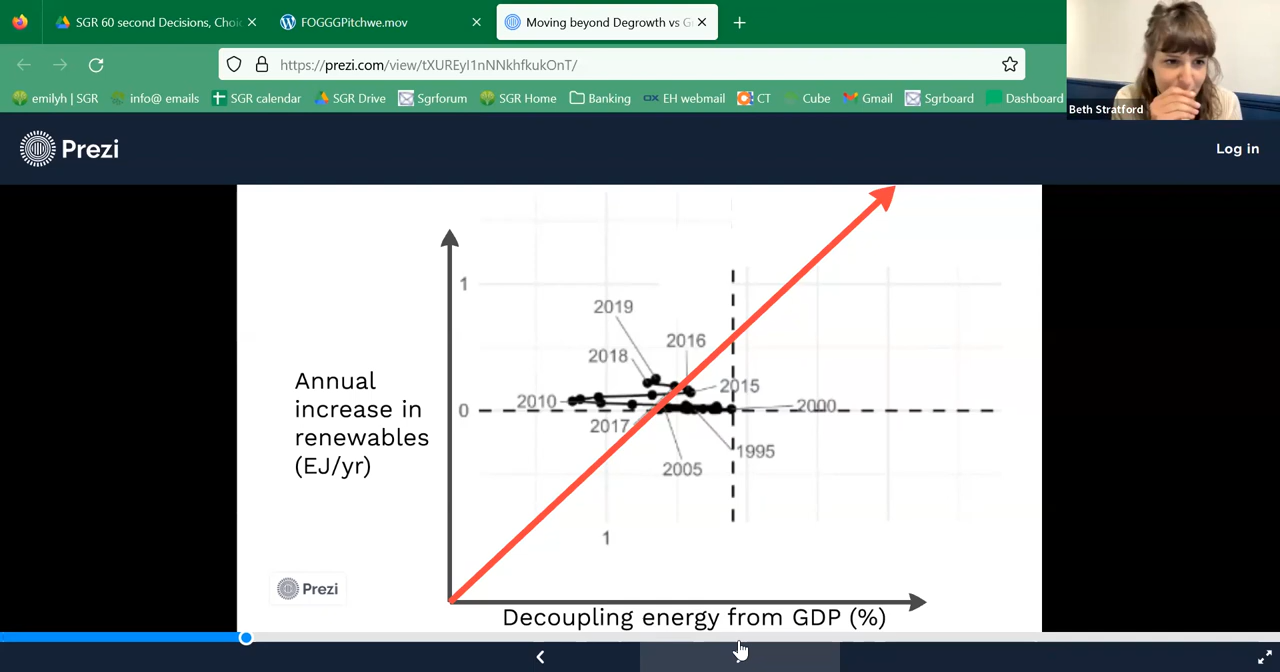 SGR 60 second Decisions, Choi
FOGGGPitchwe.mov
Moving beyond Degrowth vs G
https://prezi.com/view/tXUREyI1nNNkhfkukOnT/
emilyh | SGR
info@ emails
SGR calendar
SGR Drive
Sgrforum
SGR Home
Banking
EH webmail
CT
Cube
Gmail
Sgrboard
Dashboard
Beth Stratford
Prezi
Log in
1
2019
2016
2018
2015
Annual
increase in
renewables
(EJ/yr)
2010
0
2000
2017
1995
2005
1
Prezi
Decoupling energy from GDP (%)